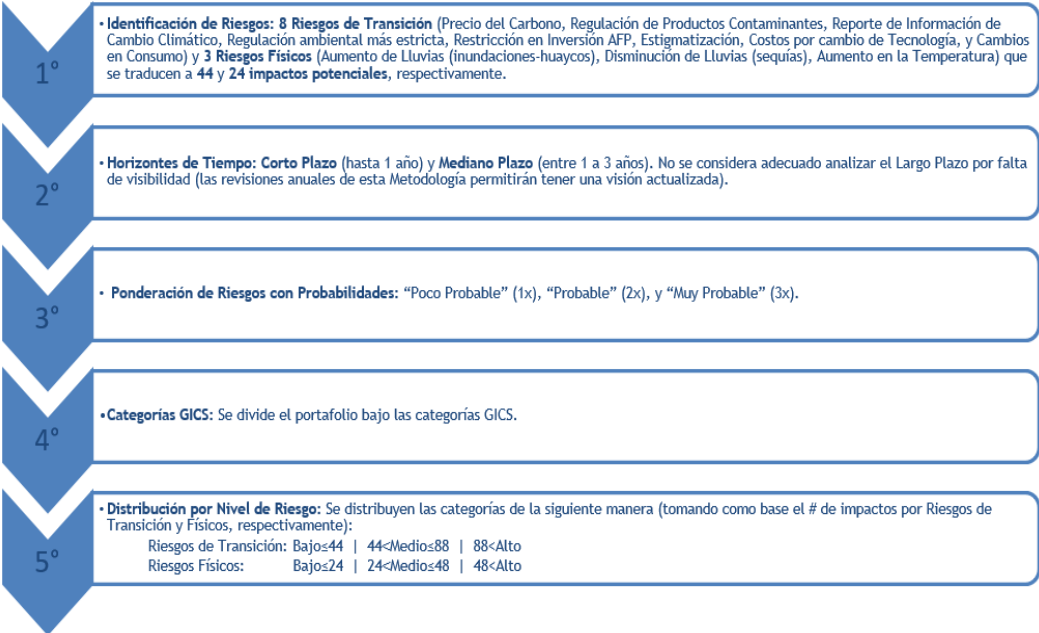 1°
• Identificación de Riesgos: 8 Riesgos de Transición (Precio del Carbono, Regulación de Productos Contaminantes, Reporte de Información de
Cambio Climático, Regulación ambiental más estricta, Restricción en Inversión AFP, Estigmatización, Costos por cambio de Tecnología, y Cambios
en Consumo) y 3 Riesgos Físicos (Aumento de Lluvias (inundaciones-huaycos), Disminución de Lluvias (sequías), Aumento en la Temperatura) que
se traducen a 44 y 24 impactos potenciales, respectivamente.
2°
• Horizontes de Tiempo: Corto Plazo (hasta 1 año) y Mediano Plazo (entre 1 a 3 años). No se considera adecuado analizar el Largo Plazo por falta
de visibilidad (las revisiones anuales de esta Metodología permitirán tener una visión actualizada).
3°
• Ponderación de Riesgos con Probabilidades: “Poco Probable” (1x), “Probable” (2x), y “Muy Probable” (3x).
4°
• Categorías GICS: Se divide el portafolio bajo las categorías GICS.
5°
• Distribución por Nivel de Riesgo: Se distribuyen las categorías de la siguiente manera (tomando como base el # de impactos por Riesgos de
Transición y Físicos, respectivamente):
Riesgos de Transición: Bajo≤44 | 44<Medio≤88 | 88<Alto
Riesgos Físicos: Bajo≤24 | 24<Medio≤48 | 48<Alto